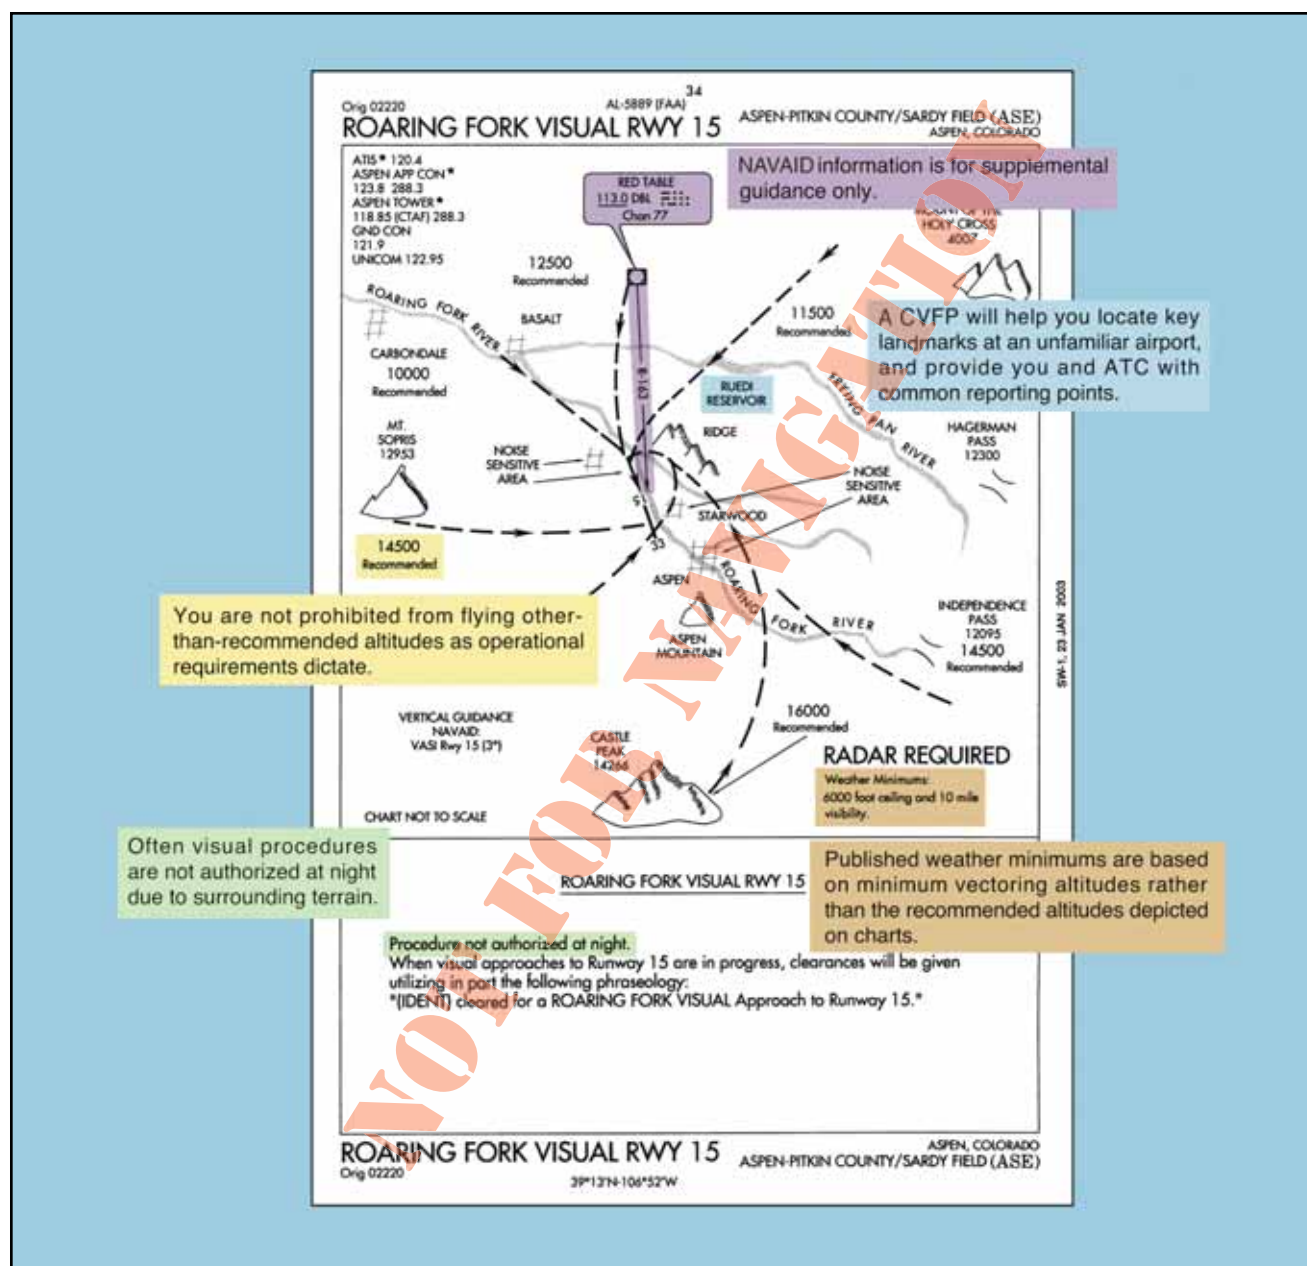 34
Orig 02220
AL-5889 (FAA)
ROARING FORK VISUAL RWY 15
ASPEN-PITKIN COUNTY/SARDY FIELD (ASE)
ASPEN, COLORADO
ATIS* 120.4
ASPEN APP CON*
123.8 288.3
ASPEN TOWER*
118.85 (CTAF) 288.3
GND CON
121.9
UNICOM 122.95
RED TABLE
113.0 DBL
Chan 77
NAVAID information is for supplemental
guidance only.
MOUNT OF THE
HOLY CROSS
4007
12500
Recommended
ROARING FORK RIVER
BASALT
CARBONDALE
10000
Recommended
11500
Recommended
A CVFP will help you locate key
landmarks at an unfamiliar airport,
and provide you and ATC with
common reporting points.
R-163
RUEDI
RESERVOIR
FRYING PAN RIVER
MT.
SOPRIS
12953
NOISE
SENSITIVE
AREA
RIDGE
HAGERMAN
PASS
12300
NOISE
SENSITIVE
AREA
15
STARWOOD
33
14500
Recommended
ASPEN
ROARING FORK RIVER
You are not prohibited from flying other-
than-recommended altitudes as operational
requirements dictate.
ASPEN
MOUNTAIN
INDEPENDENCE
PASS
12095
14500
Recommended
SW-1, 23 JAN 2003
VERTICAL GUIDANCE
NAVAID:
VASI Rwy 15 (3°)
CASTLE
PEAK
14266
16000
Recommended
RADAR REQUIRED
Weather Minimums:
6000 foot ceiling and 10 mile
visibility.
CHART NOT TO SCALE
Often visual procedures
are not authorized at night
due to surrounding terrain.
ROARING FORK VISUAL RWY 15
Published weather minimums are based
on minimum vectoring altitudes rather
than the recommended altitudes depicted
on charts.
Procedure not authorized at night.
When visual approaches to Runway 15 are in progress, clearances will be given
utilizing in part the following phraseology:
"(IDENT) cleared for a ROARING FORK VISUAL Approach to Runway 15."
NOT FOR NAVIGATION
ROARING FORK VISUAL RWY 15
Orig 02220
39°13'N-106°52'W
ASPEN, COLORADO
ASPEN-PITKIN COUNTY/SARDY FIELD (ASE)